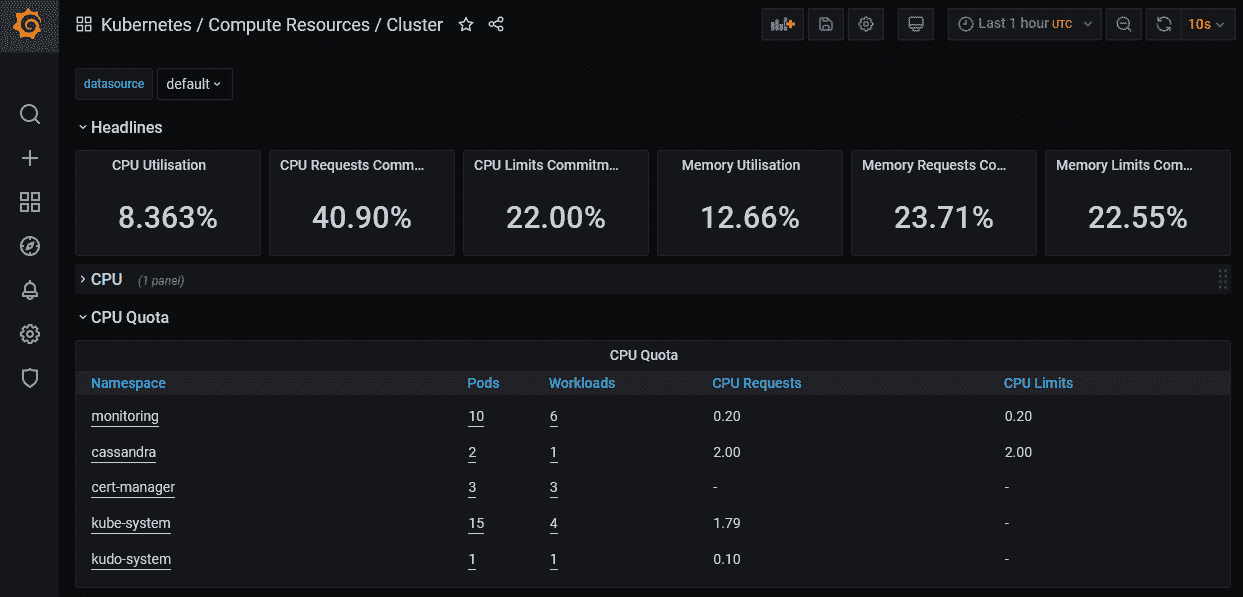 Kubernetes / Compute Resources / Cluster
Last 1 hour UTC
10s
datasource default
Headlines
CPU Utilisation CPU Requests Comm... CPU Limits Commitm... Memory Utilisation Memory Requests Co... Memory Limits Com...
8.363% 40.90% 22.00% 12.66% 23.71% 22.55%
CPU (1 panel)
CPU Quota
CPU Quota
Namespace Pods Workloads CPU Requests CPU Limits
monitoring 10 6 0.20 0.20
cassandra 2 1 2.00 2.00
cert-manager 3 3 - -
kube-system 15 4 1.79 -
kudo-system 1 1 0.10 -